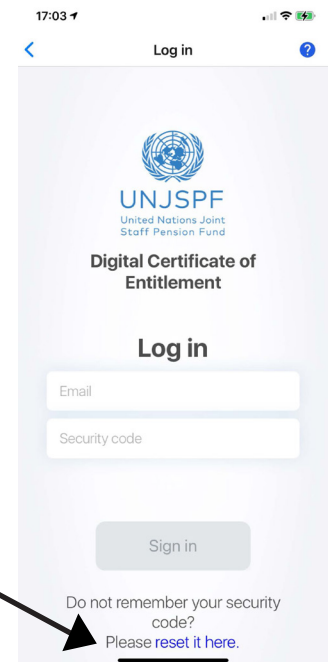 17:03
Log in
?
UNJSPF
United Nations Joint
Staff Pension Fund
Digital Certificate of
Entitlement
Log in
Email
Security code
Sign in
Do not remember your security
code?
Please reset it here.